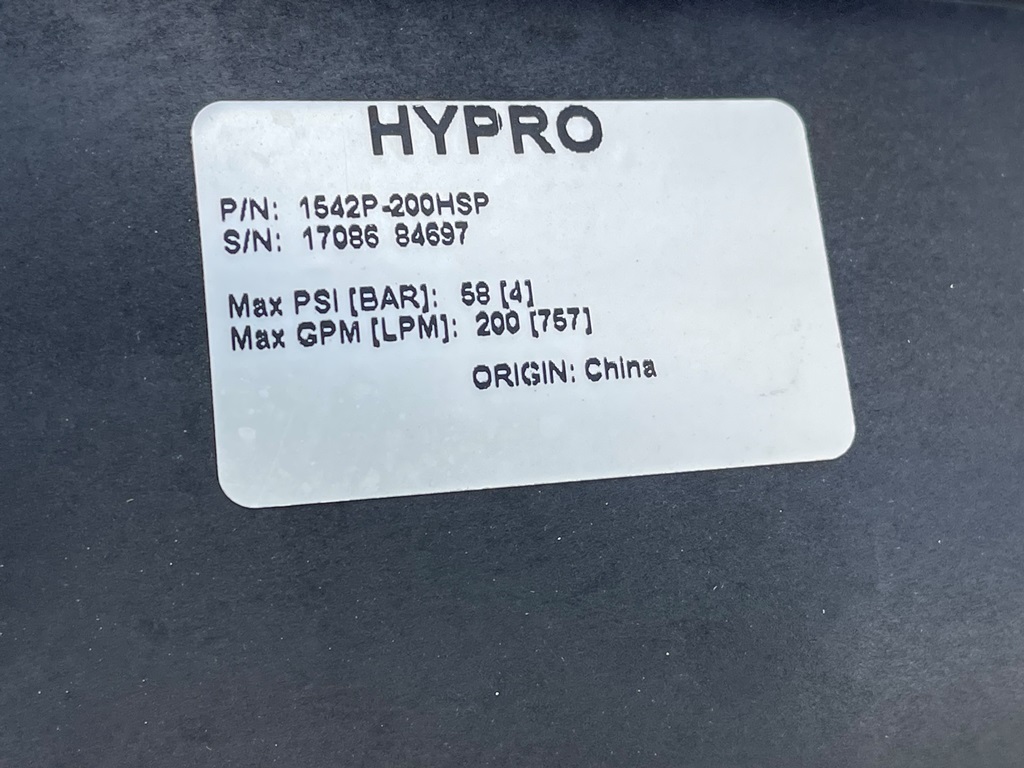 HYPRO
P/N: 1542P-200HSP
S/N: 17086 84697
Max PSI [BAR]: 58 [4]
Max GPM [LPM]: 200 [757]
ORIGIN: China